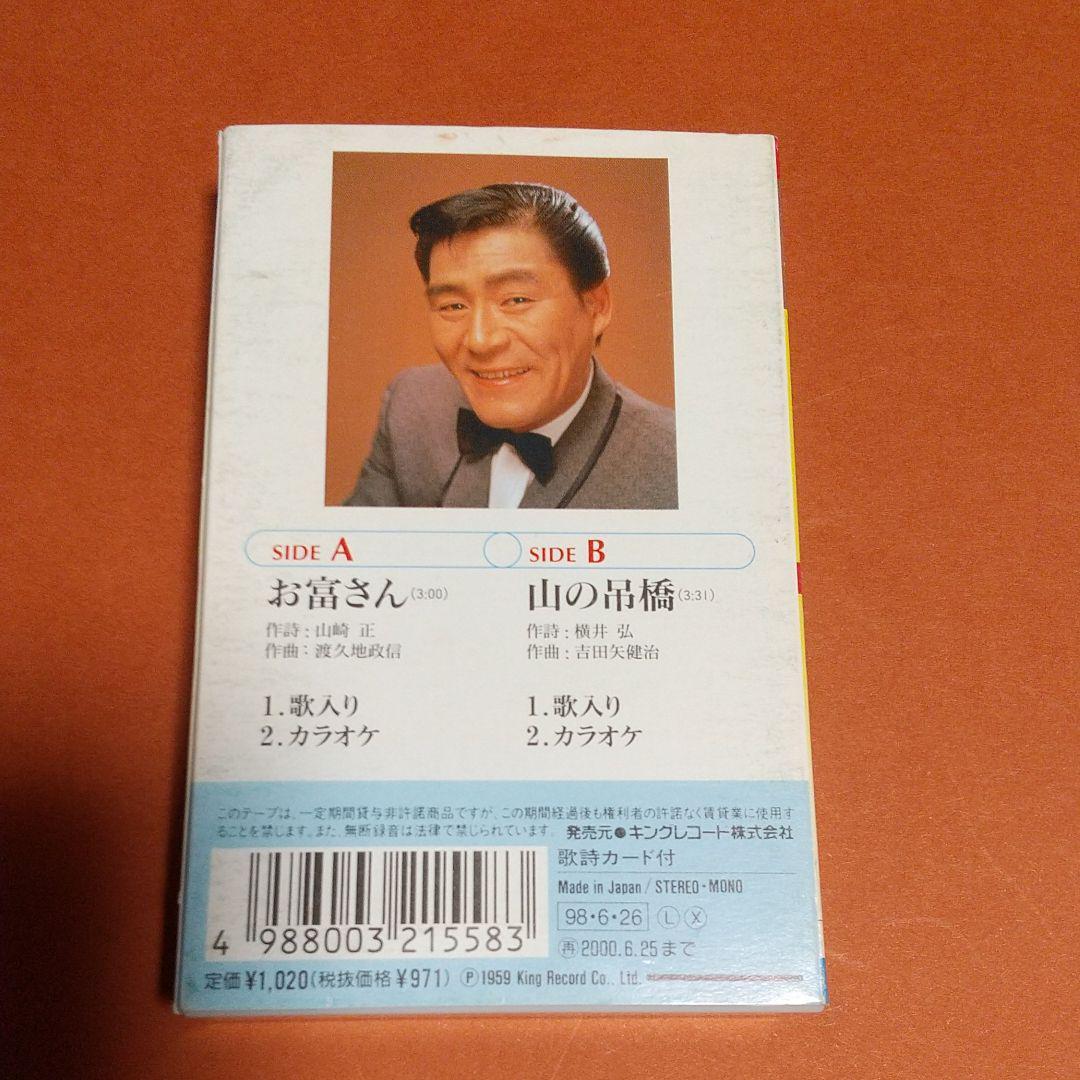 SIDE A
お富さん(3:00)
作詩:山崎 正
作曲:渡久地政信
1.歌入り
2.カラオケ
SIDE B
山の吊橋(3:31)
作詩:横井 弘
作曲:吉田矢健治
1.歌入り
2.カラオケ
このテープは、一定期間貸与非許諾商品ですが、この期間経過後も権利者の許諾なく賃貸業に使用す
ることを禁じます。また、無断録音は法律で禁じられています。 発売元●キングレコード株式会社
4 988003 215583
歌詩カード付
Made in Japan / STEREO・MONO
98・6・26 Ⓛ Ⓧ
㊢2000.6.25まで
定価¥1,020(税抜価格¥971) Ⓟ1959 King Record Co., Ltd.